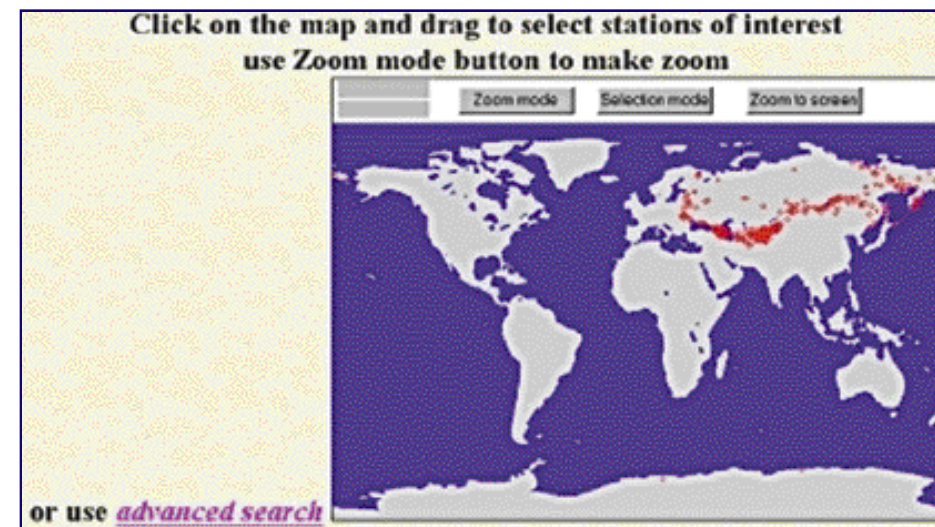 Click on the map and drag to select stations of interest
use Zoom mode button to make zoom
Zoom mode Selection mode Zoom to screen
or use advanced search